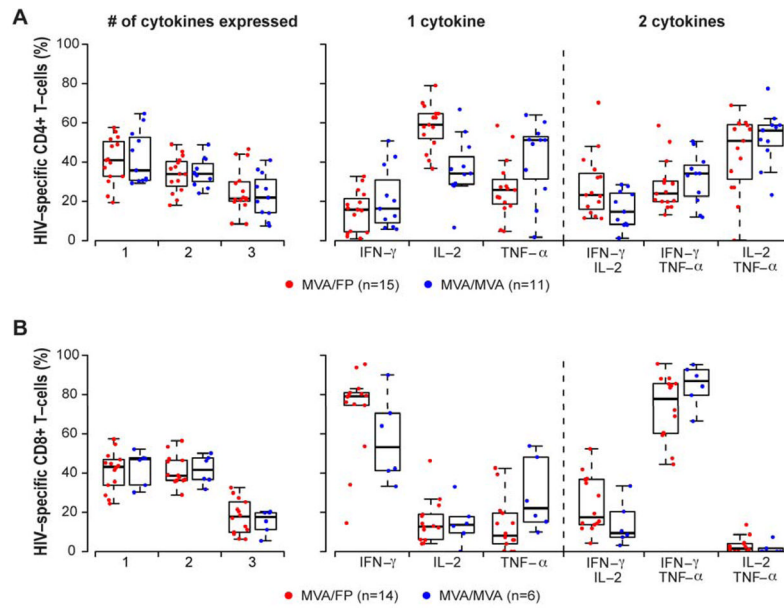 A
# of cytokines expressed
1 cytokine
2 cytokines
HIV–specific CD4+ T–cells (%)
100
80
60
40
20
0
1 2 3
IFN–γ IL–2 TNF–α
IFN–γ IFN–γ IL–2
IL–2 TNF–α TNF–α
MVA/FP (n=15) MVA/MVA (n=11)
B
HIV–specific CD8+ T–cells (%)
100
80
60
40
20
0
1 2 3
IFN–γ IL–2 TNF–α
IFN–γ IFN–γ IL–2
IL–2 TNF–α TNF–α
MVA/FP (n=14) MVA/MVA (n=6)